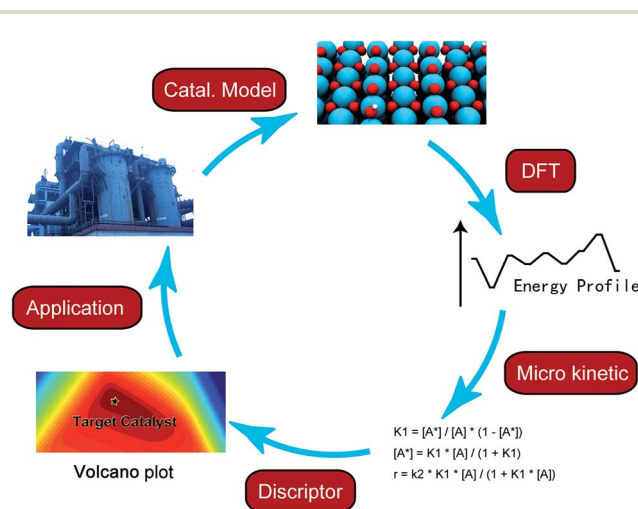 Catal. Model
DFT
Energy Profile
Micro kinetic
K1 = [A*] / [A] * (1 - [A*])
[A*] = K1 * [A] / (1 + K1)
r = k2 * K1 * [A] / (1 + K1 * [A])
Discriptor
Target Catalyst
Volcano plot
Application